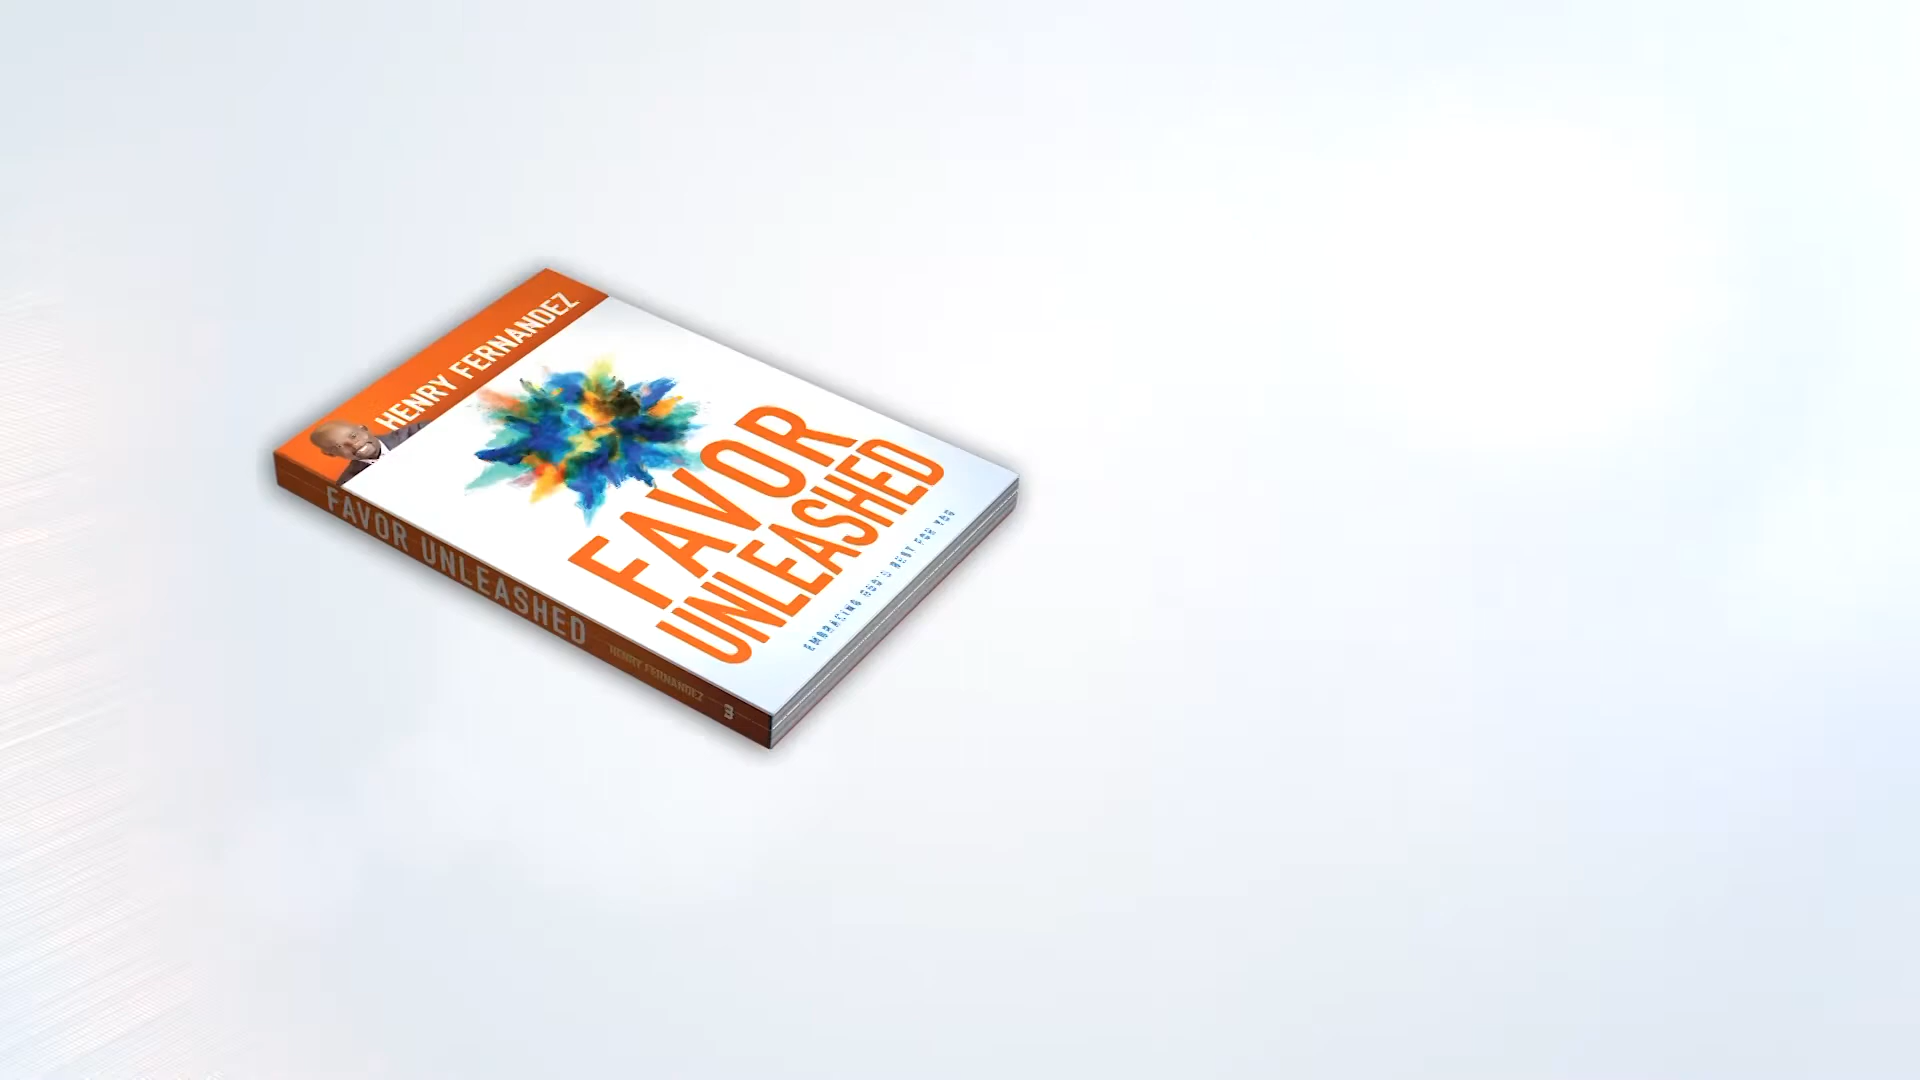 HENRY FERNANDEZ
FAVOR
UNLEASHED
EMBRACING GOD'S BEST FOR YOU
FAVOR UNLEASHED
HENRY FERNANDEZ